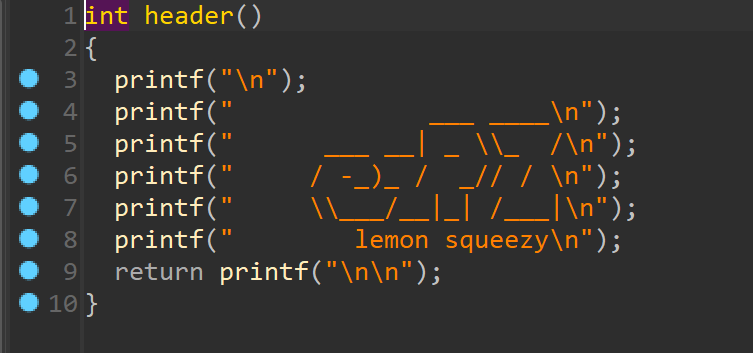 1 int header()
2 {
3   printf("\n");
4   printf("             ___ ____\n");
5   printf("      ___ __| _ \\_  /\n");
6   printf("     / -_)_ /  _// / \n");
7   printf("     \\___/__|_| /___|\n");
8   printf("        lemon squeezy\n");
9   return printf("\n\n");
10 }